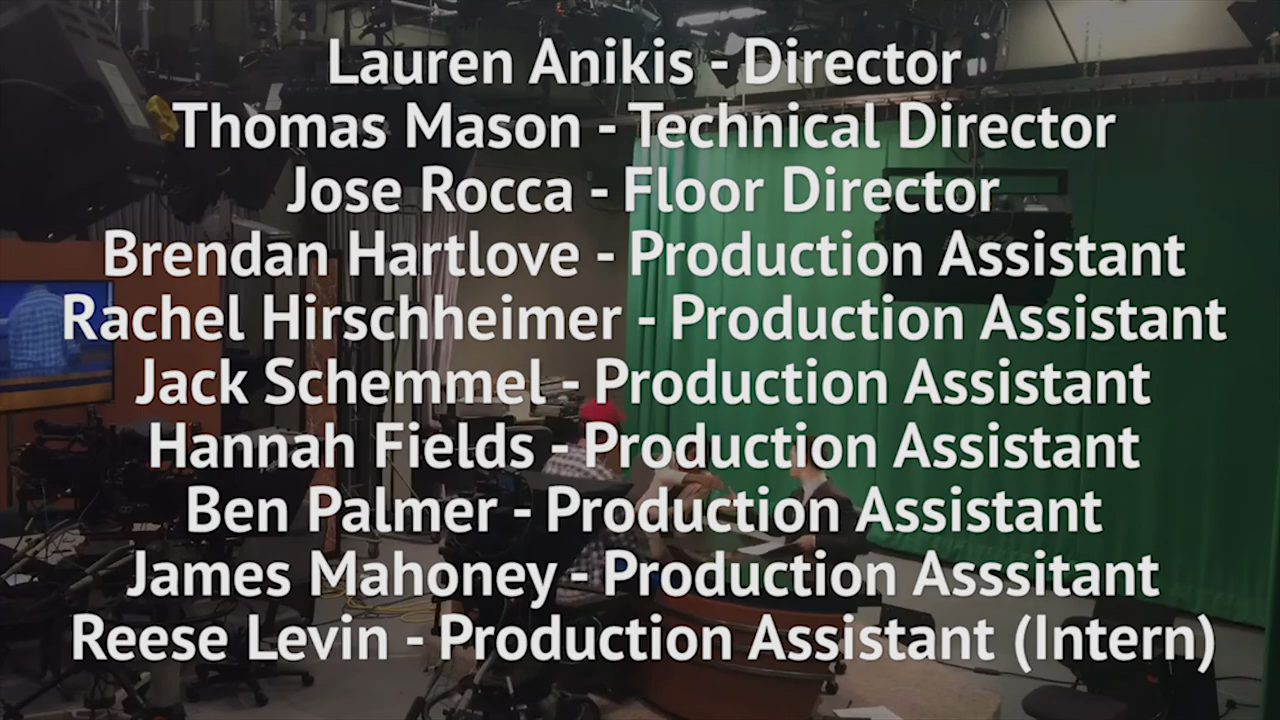 Lauren Anikis - Director
Thomas Mason - Technical Director
Jose Rocca - Floor Director
Brendan Hartlove - Production Assistant
Rachel Hirschheimer - Production Assistant
Jack Schemmel - Production Assistant
Hannah Fields - Production Assistant
Ben Palmer - Production Assistant
James Mahoney - Production Asssitant
Reese Levin - Production Assistant (Intern)